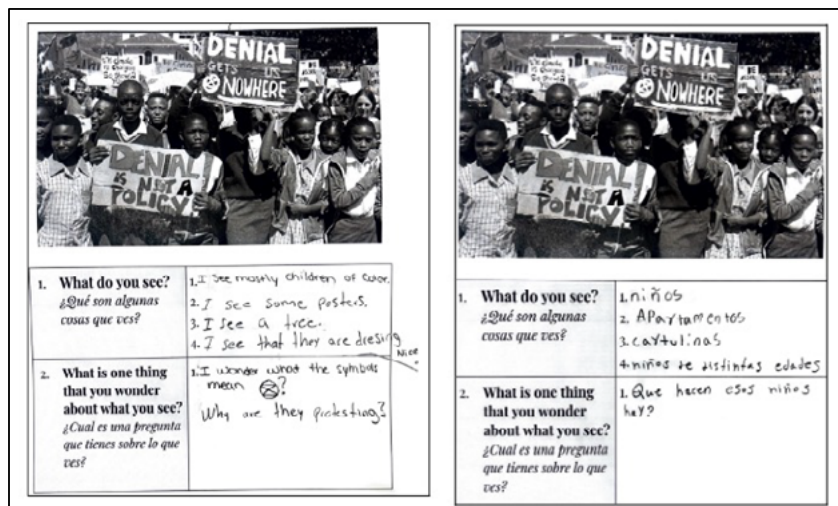 DENIAL
GETS US
NOWHERE
DENIAL
IS NOT A
POLICY!
1. What do you see?
¿Qué son algunas
cosas que ves?
1. I see mostly children of color.
2. I see some posters.
3. I see a tree.
4. I see that they are dresing
Nice.
2. What is one thing
that you wonder
about what you see?
¿Cual es una pregunta
que tienes sobre lo que
ves?
1. I wonder what the symbols
mean ?
Why are they protesting?
DENIAL
GETS US
NOWHERE
DENIAL
IS NOT A
POLICY!
1. What do you see?
¿Qué son algunas
cosas que ves?
1. niños
2. APartamentos
3. cartulinas
4. niños de distintas edades
2. What is one thing
that you wonder
about what you see?
¿Cual es una pregunta
que tienes sobre lo que
ves?
1. Que hacen esos niños
hay?